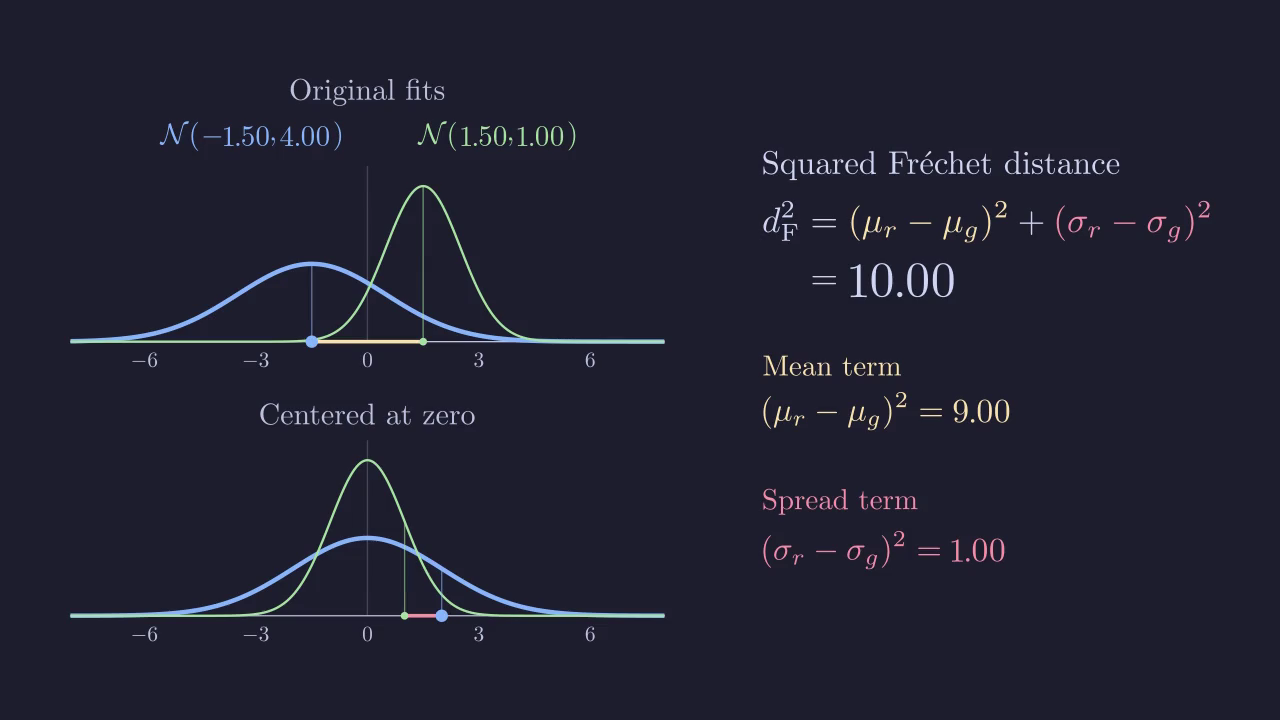 Original fits
𝒩(−1.50, 4.00) 𝒩(1.50, 1.00)
−6 −3 0 3 6
Centered at zero
−6 −3 0 3 6
Squared Fréchet distance
d_F^2 = (μ_r − μ_g)^2 + (σ_r − σ_g)^2
= 10.00
Mean term
(μ_r − μ_g)^2 = 9.00
Spread term
(σ_r − σ_g)^2 = 1.00